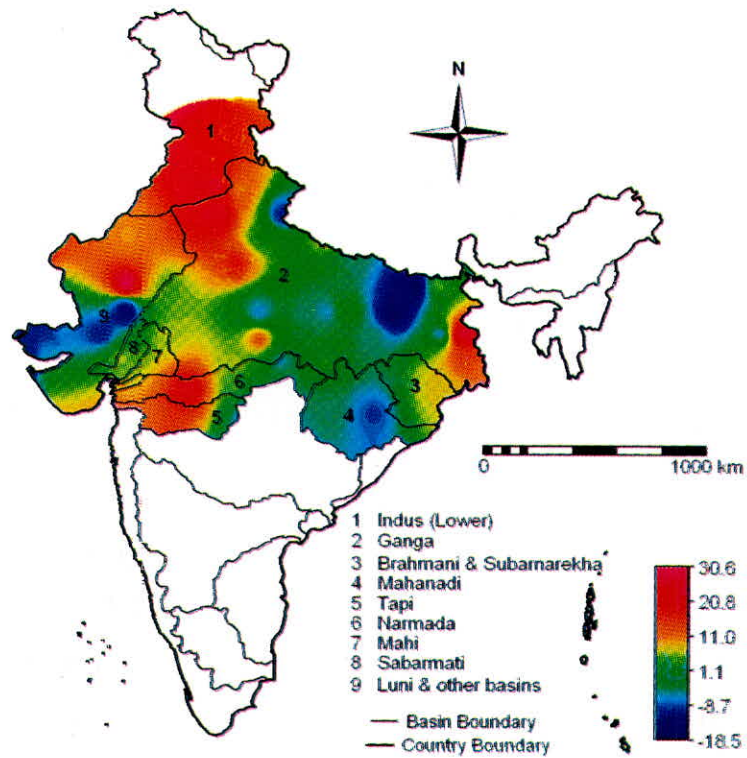 N
1
2
9
8
7
6
5
4
3
0 1000 km
1 Indus (Lower)
2 Ganga
3 Brahmani & Subarnarekha
4 Mahanadi
5 Tapi
6 Narmada
7 Mahi
8 Sabarmati
9 Luni & other basins
Basin Boundary
Country Boundary
30.6
20.8
11.0
1.1
-8.7
-18.5